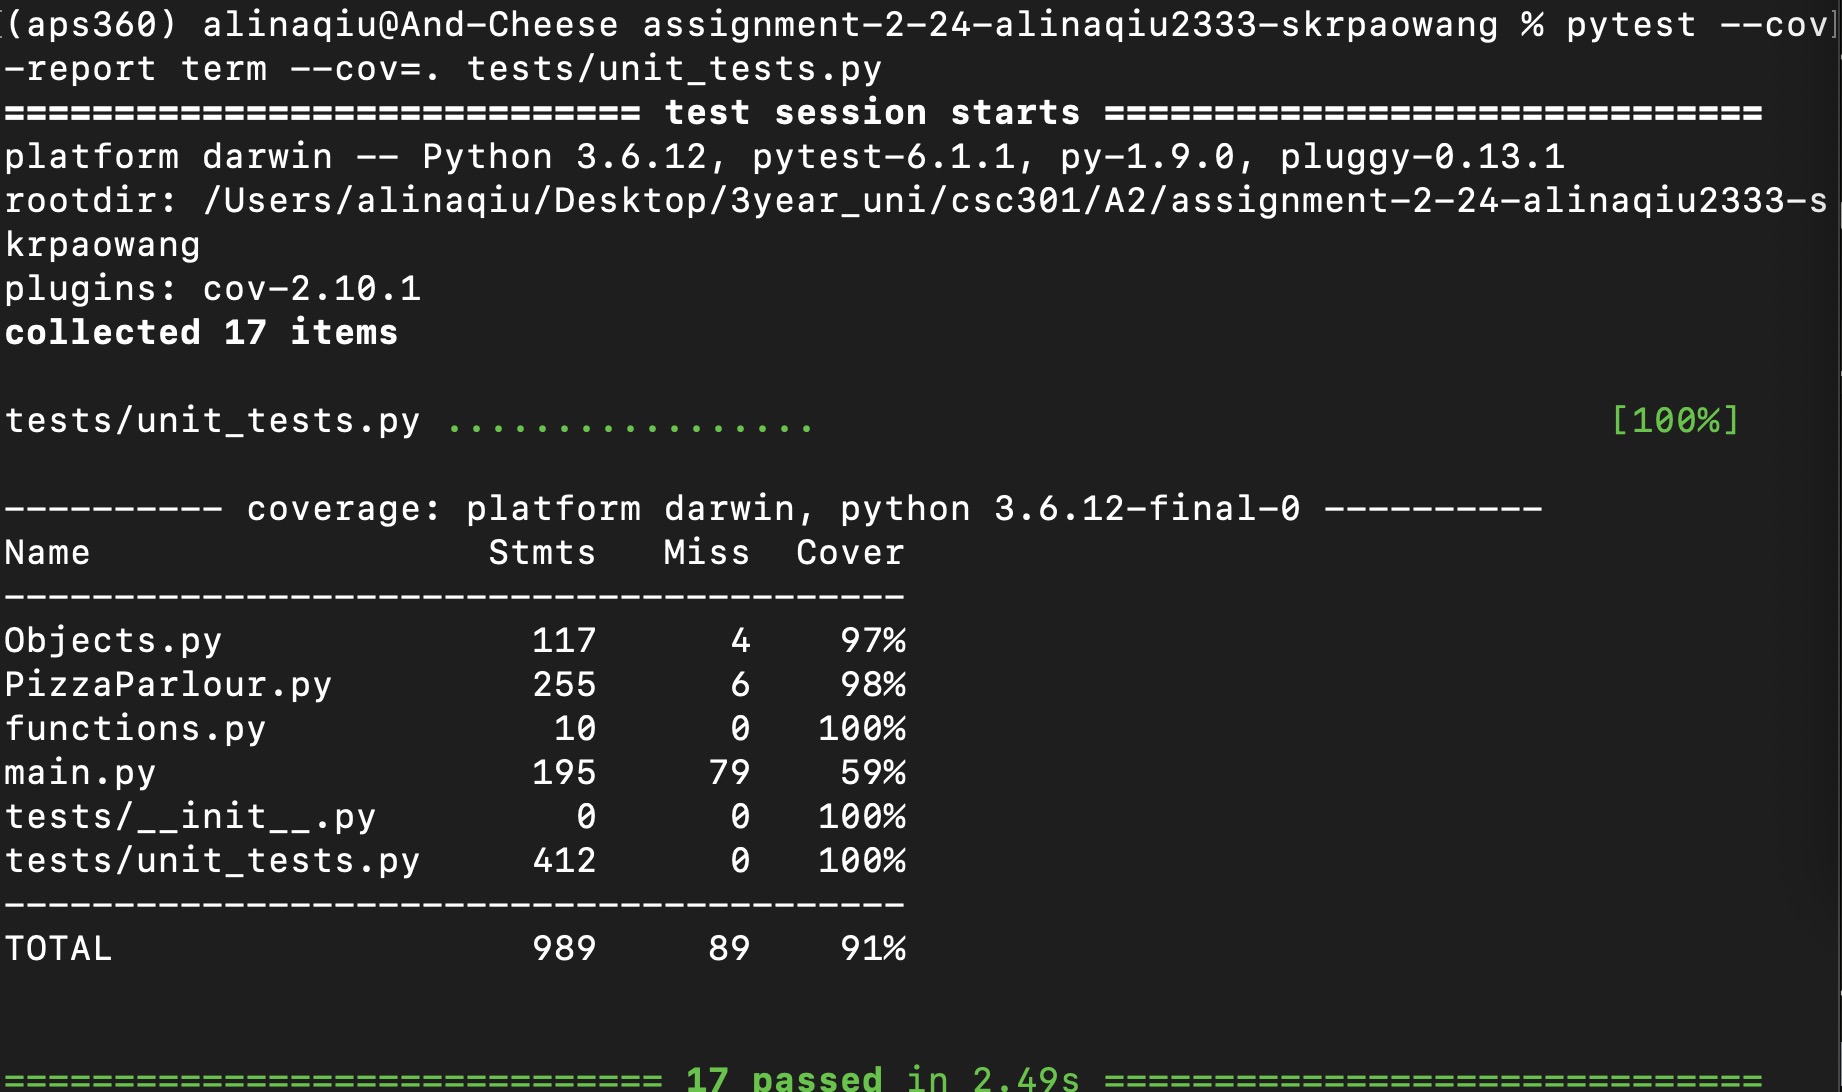 (aps360) alinaqiu@And-Cheese assignment-2-24-alinaqiu2333-skrpaowang % pytest --cov
-report term --cov=. tests/unit_tests.py
============================= test session starts ==============================
platform darwin -- Python 3.6.12, pytest-6.1.1, py-1.9.0, pluggy-0.13.1
rootdir: /Users/alinaqiu/Desktop/3year_uni/csc301/A2/assignment-2-24-alinaqiu2333-s
krpaowang
plugins: cov-2.10.1
collected 17 items
tests/unit_tests.py ................. [100%]
---------- coverage: platform darwin, python 3.6.12-final-0 ----------
Name Stmts Miss Cover
-----------------------------------------
Objects.py 117 4 97%
PizzaParlour.py 255 6 98%
functions.py 10 0 100%
main.py 195 79 59%
tests/__init__.py 0 0 100%
tests/unit_tests.py 412 0 100%
-----------------------------------------
TOTAL 989 89 91%
============================== 17 passed in 2.49s ==============================